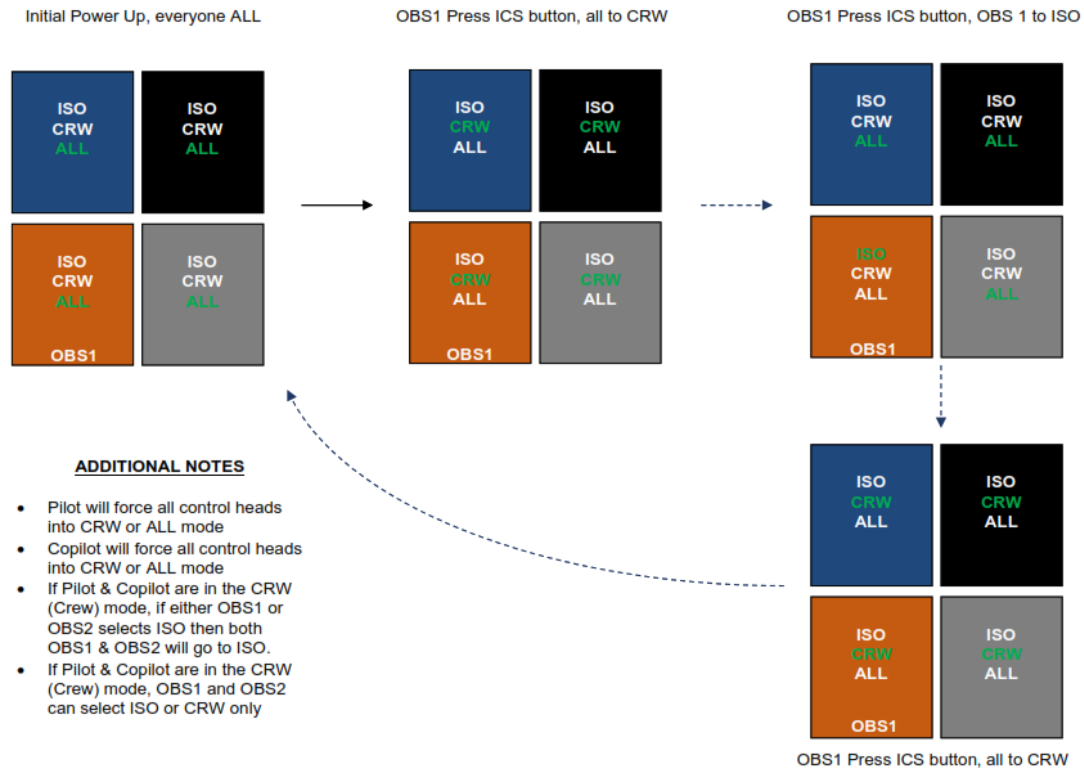 Initial Power Up, everyone ALL
OBS1 Press ICS button, all to CRW
OBS1 Press ICS button, OBS 1 to ISO
ISO
CRW
ALL
ISO
CRW
ALL
ISO
CRW
ALL
OBS1
ISO
CRW
ALL
ISO
CRW
ALL
ISO
CRW
ALL
ISO
CRW
ALL
OBS1
ISO
CRW
ALL
ISO
CRW
ALL
ISO
CRW
ALL
ISO
CRW
ALL
OBS1
ISO
CRW
ALL
ISO
CRW
ALL
ISO
CRW
ALL
ISO
CRW
ALL
OBS1
ISO
CRW
ALL
OBS1 Press ICS button, all to CRW
ADDITIONAL NOTES
• Pilot will force all control heads
into CRW or ALL mode
• Copilot will force all control heads
into CRW or ALL mode
• If Pilot & Copilot are in the CRW
(Crew) mode, if either OBS1 or
OBS2 selects ISO then both
OBS1 & OBS2 will go to ISO.
• If Pilot & Copilot are in the CRW
(Crew) mode, OBS1 and OBS2
can select ISO or CRW only